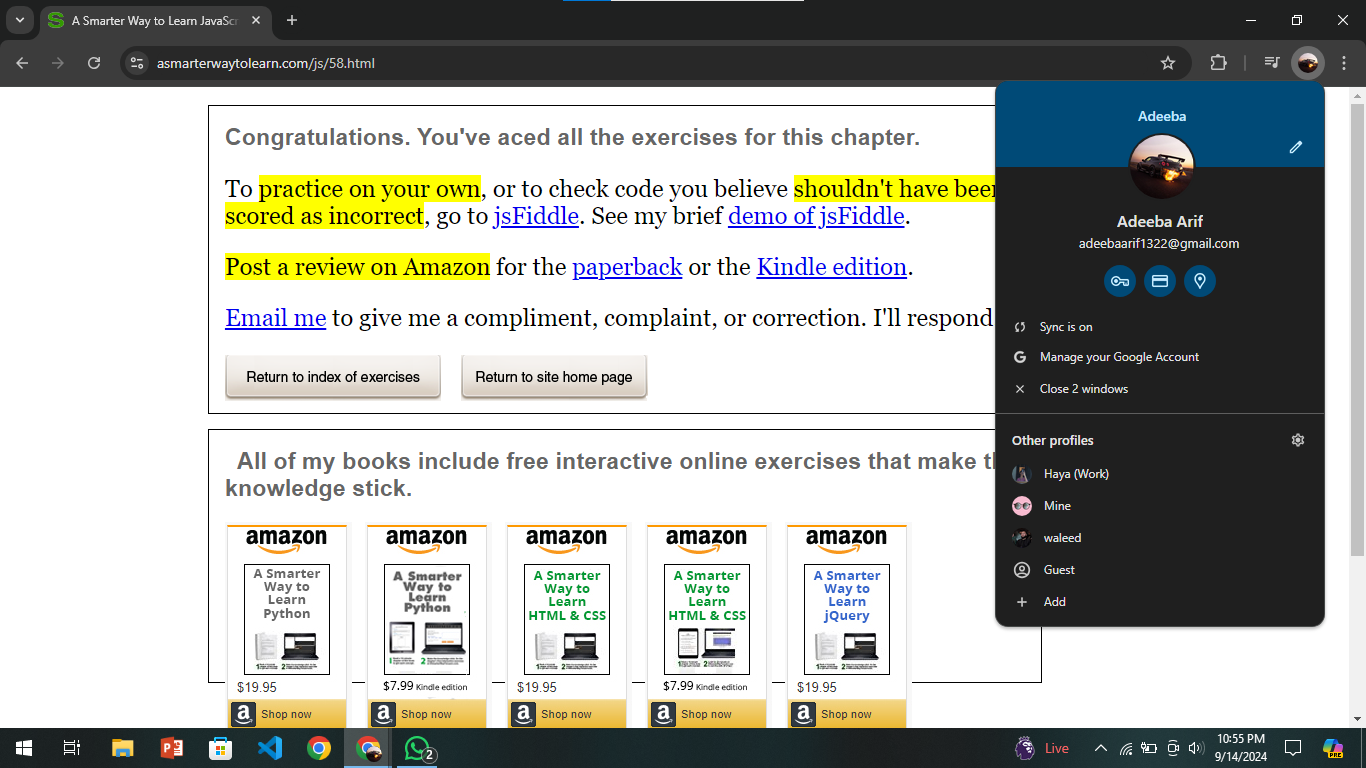 A Smarter Way to Learn JavaScr
asmarterwaytolearn.com/js/58.html
Congratulations. You've aced all the exercises for this chapter.
To practice on your own, or to check code you believe shouldn't have been
scored as incorrect, go to jsFiddle. See my brief demo of jsFiddle.
Post a review on Amazon for the paperback or the Kindle edition.
Email me to give me a compliment, complaint, or correction. I'll respond
Return to index of exercises Return to site home page
All of my books include free interactive online exercises that make th
knowledge stick.
amazon amazon amazon amazon amazon
A Smarter
Way to
Learn
Python
A Smarter
Way to
Learn
Python
A Smarter
Way to
Learn
HTML & CSS
A Smarter
Way to
Learn
HTML & CSS
A Smarter
Way to
Learn
jQuery
$19.95 $7.99 Kindle edition $19.95 $7.99 Kindle edition $19.95
Shop now Shop now Shop now Shop now Shop now
Adeeba
Adeeba Arif
adeebaarif1322@gmail.com
Sync is on
Manage your Google Account
Close 2 windows
Other profiles
Haya (Work)
Mine
waleed
Guest
Add
2
Live
10:55 PM
9/14/2024
PRE